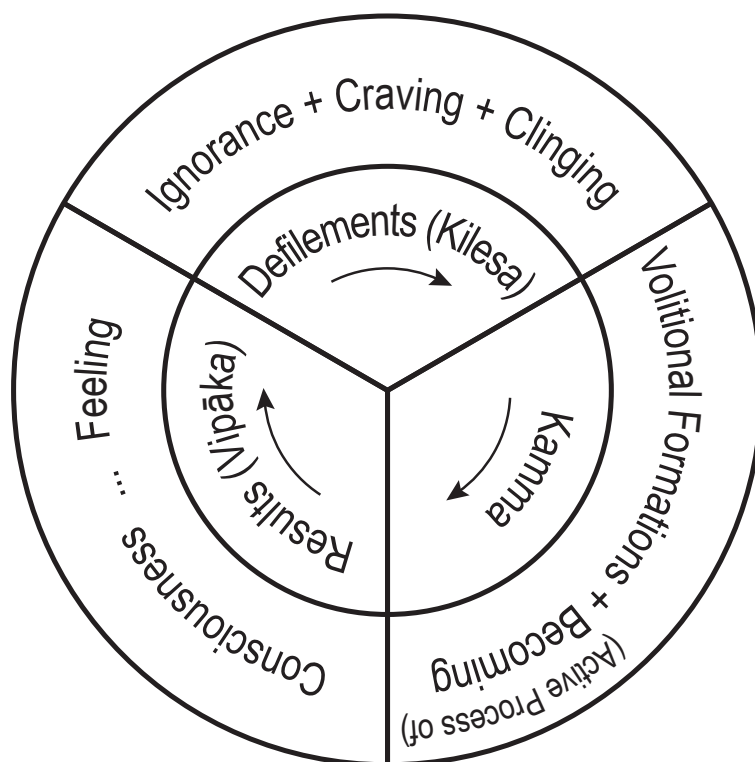 Ignorance + Craving + Clinging
Defilements (Kilesa)
Volitional Formations + Becoming
(Active Process of)
Kamma
Consciousness ... Feeling
Results (Vipāka)